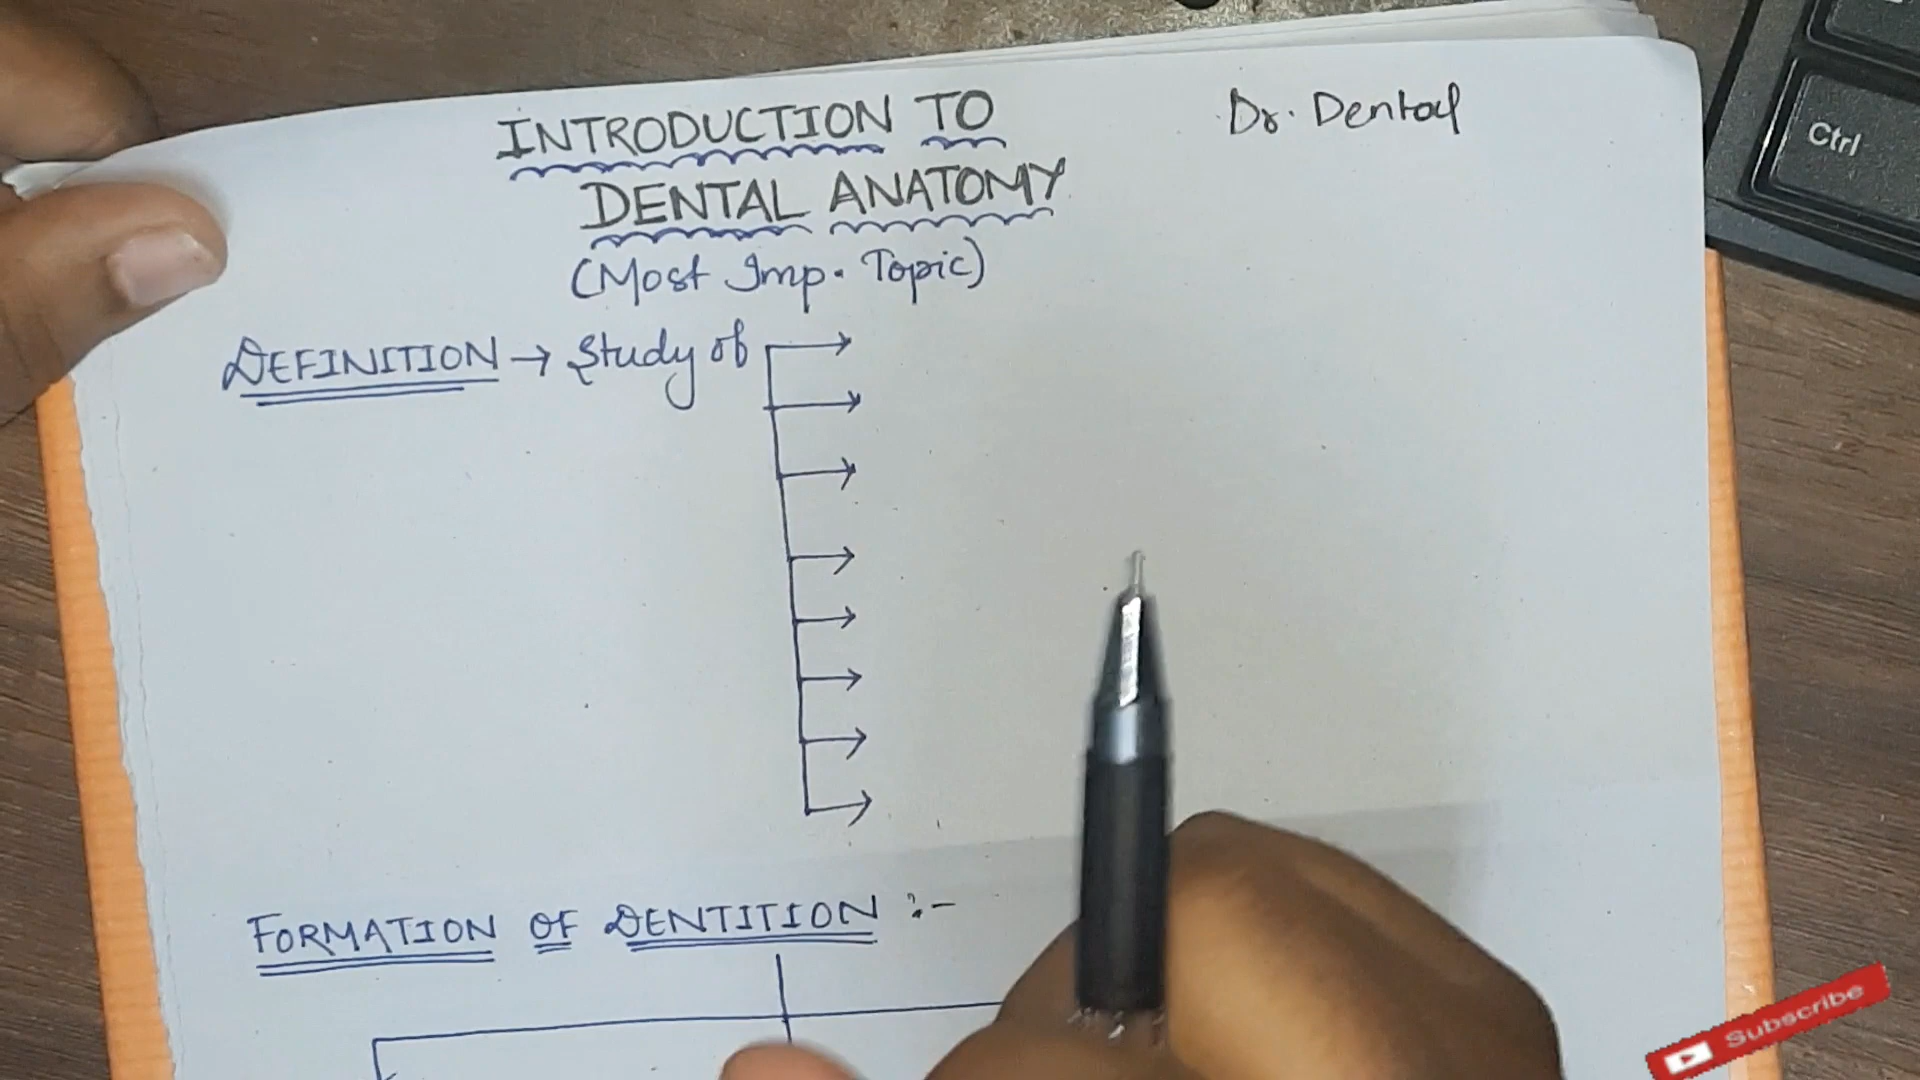 INTRODUCTION TO
Dr. Dental
DENTAL ANATOMY
(Most Imp. Topic)
DEFINITION → Study of
FORMATION OF DENTITION :-
Ctrl
Subscribe